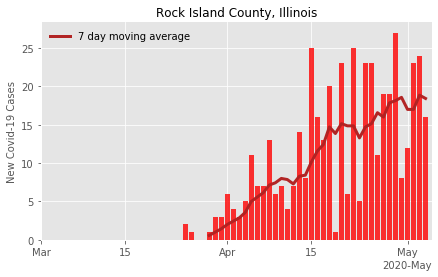 Rock Island County, Illinois
7 day moving average
New Covid-19 Cases
25
20
15
10
5
0
Mar
15
Apr
15
May
2020-May